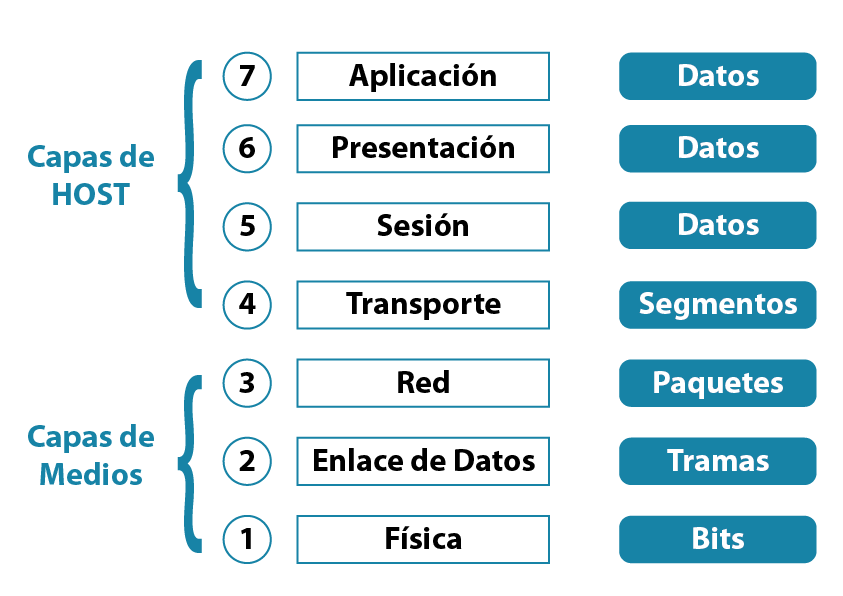 Capas de
HOST
7 Aplicación Datos
6 Presentación Datos
5 Sesión Datos
4 Transporte Segmentos
Capas de
Medios
3 Red Paquetes
2 Enlace de Datos Tramas
1 Física Bits